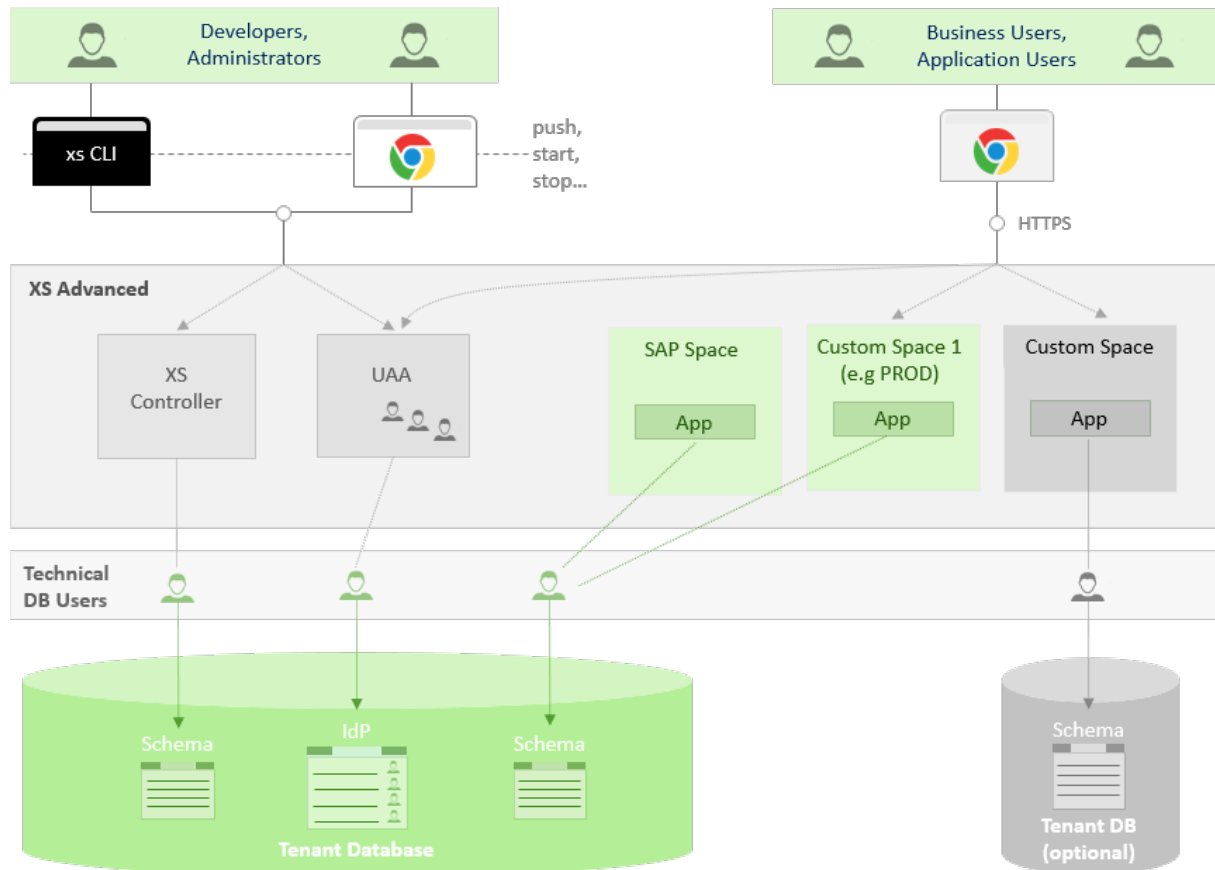 Developers,
Administrators
Business Users,
Application Users
xs CLI
push,
start,
stop...
HTTPS
XS Advanced
XS
Controller
UAA
SAP Space
App
Custom Space 1
(e.g PROD)
App
Custom Space
App
Technical
DB Users
Schema
IdP
Schema
Tenant Database
Schema
Tenant DB
(optional)